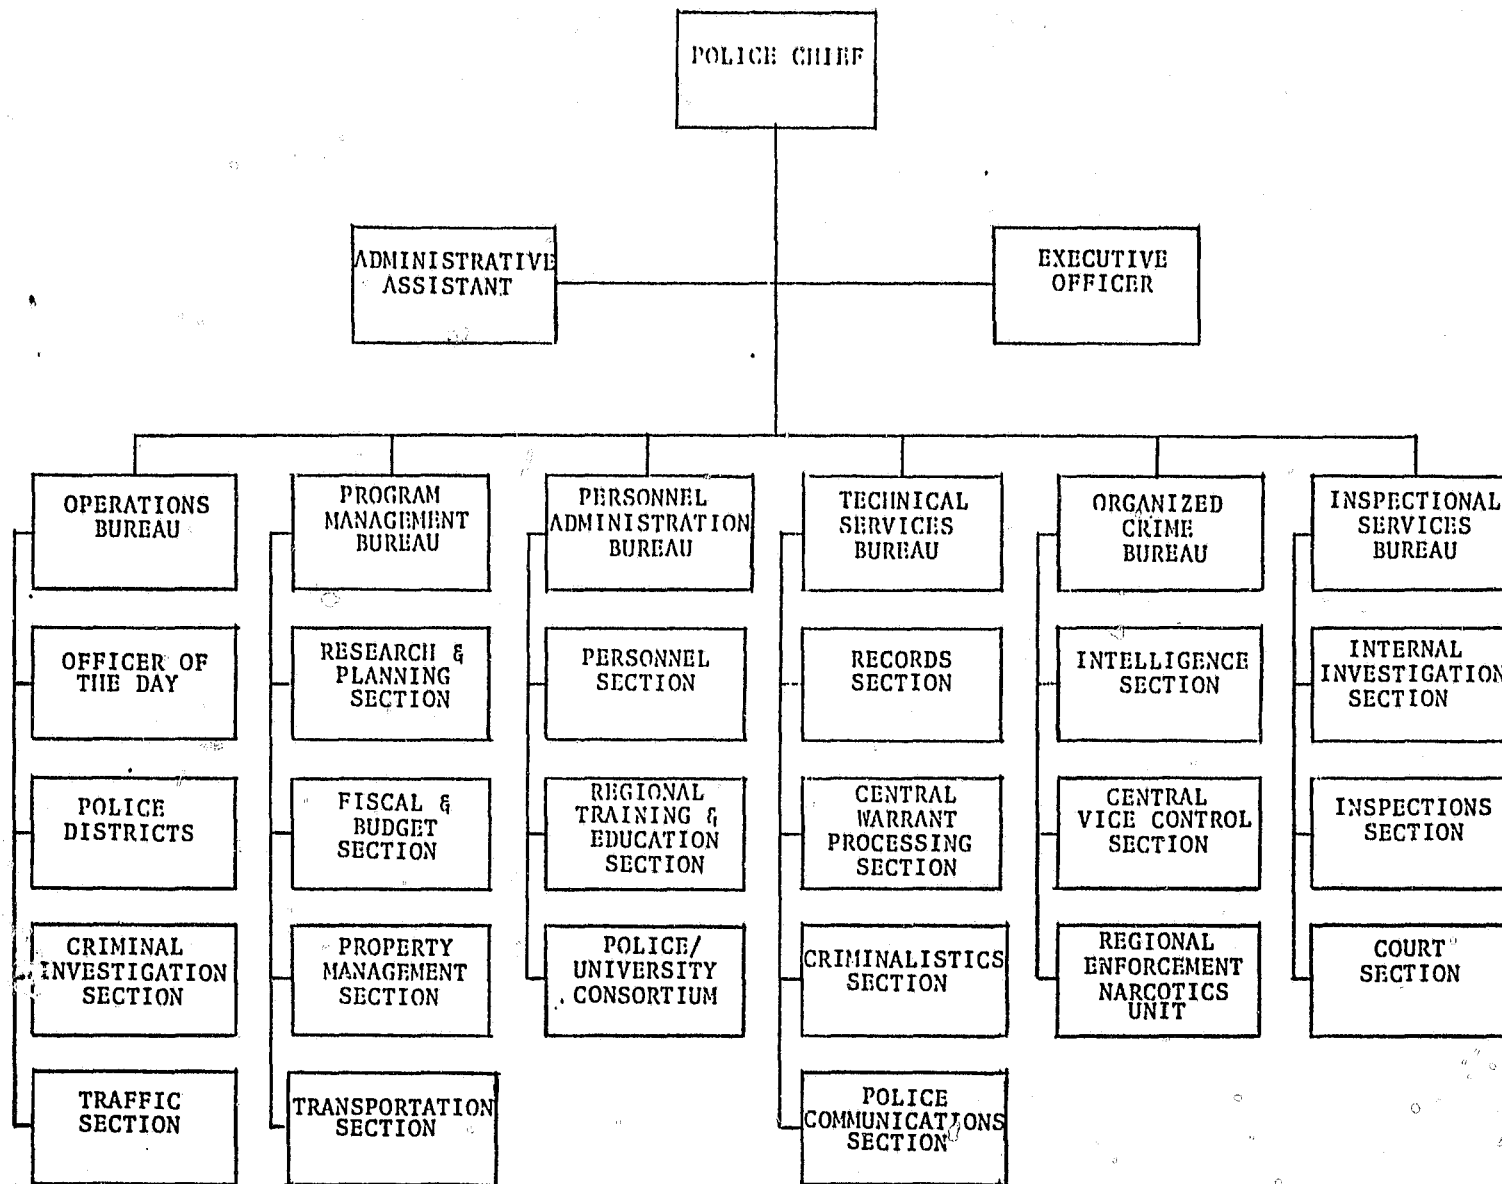 POLICE CHIEF
ADMINISTRATIVE
ASSISTANT
EXECUTIVE
OFFICER
OPERATIONS
BUREAU
OFFICER OF
THE DAY
POLICE
DISTRICTS
CRIMINAL
INVESTIGATION
SECTION
TRAFFIC
SECTION
PROGRAM
MANAGEMENT
BUREAU
RESEARCH &
PLANNING
SECTION
FISCAL &
BUDGET
SECTION
PROPERTY
MANAGEMENT
SECTION
TRANSPORTATION
SECTION
PERSONNEL
ADMINISTRATION
BUREAU
PERSONNEL
SECTION
REGIONAL
TRAINING &
EDUCATION
SECTION
POLICE/
UNIVERSITY
CONSORTIUM
TECHNICAL
SERVICES
BUREAU
RECORDS
SECTION
CENTRAL
WARRANT
PROCESSING
SECTION
CRIMINALISTICS
SECTION
POLICE
COMMUNICATIONS
SECTION
ORGANIZED
CRIME
BUREAU
INTELLIGENCE
SECTION
CENTRAL
VICE CONTROL
SECTION
REGIONAL
ENFORCEMENT
NARCOTICS
UNIT
INSPECTIONAL
SERVICES
BUREAU
INTERNAL
INVESTIGATION
SECTION
INSPECTIONS
SECTION
COURT
SECTION